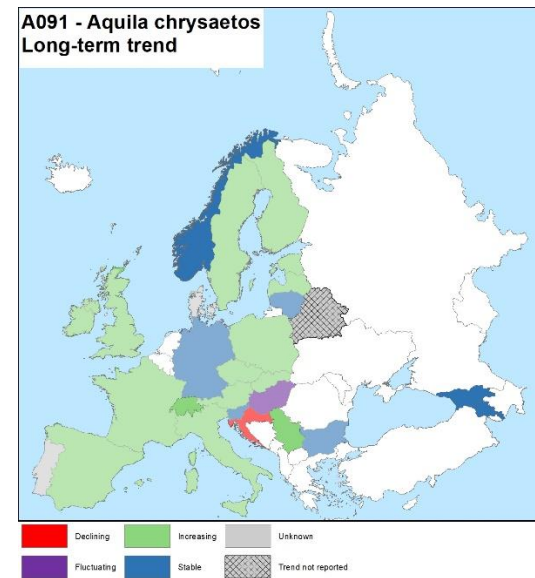 A091 - Aquila chrysaetos
Long-term trend
Declining Increasing Unknown
Fluctuating Stable Trend not reported